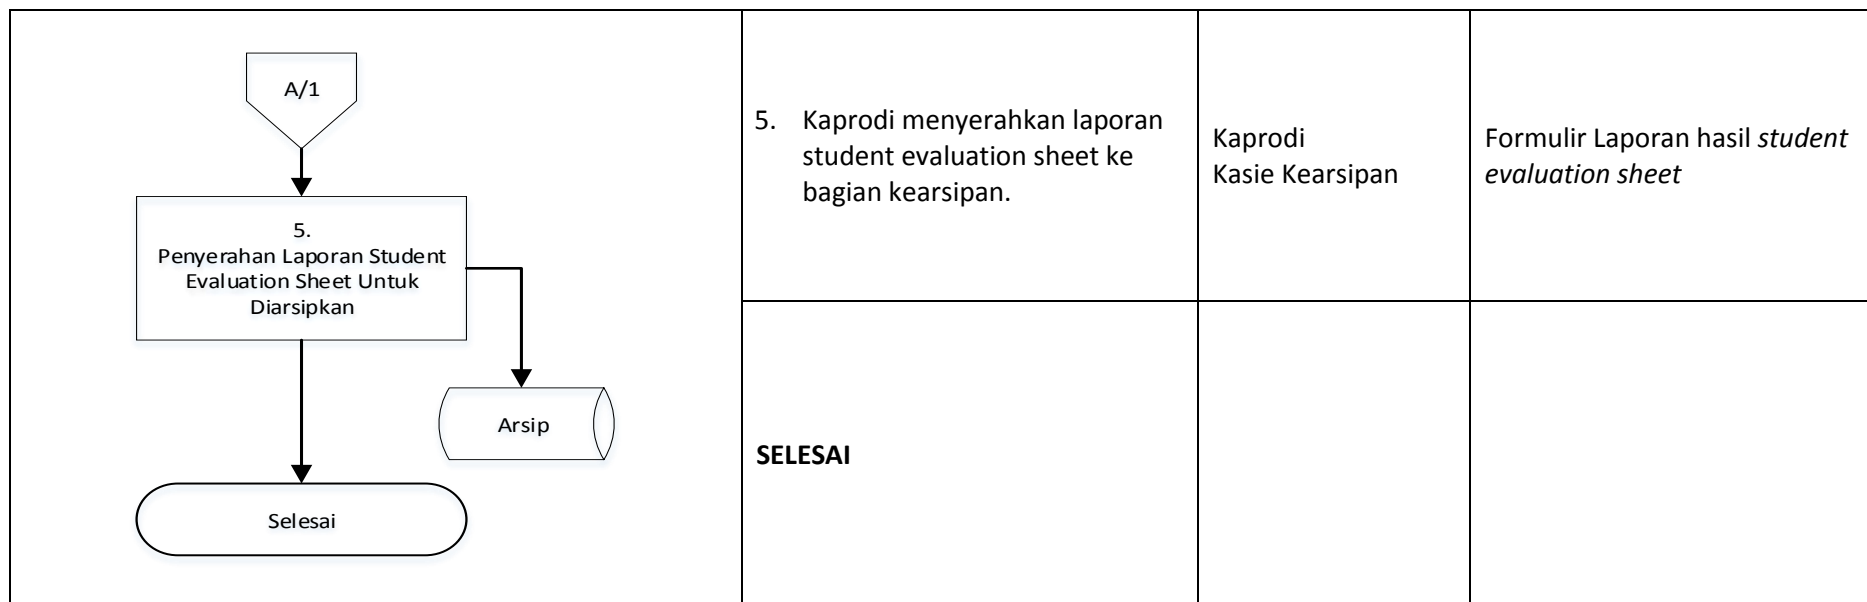 A/1
5.
Penyerahan Laporan Student
Evaluation Sheet Untuk
Diarsipkan
Arsip
Selesai
5. Kaprodi menyerahkan laporan
student evaluation sheet ke
bagian kearsipan.
Kaprodi
Kasie Kearsipan
Formulir Laporan hasil student
evaluation sheet
SELESAI